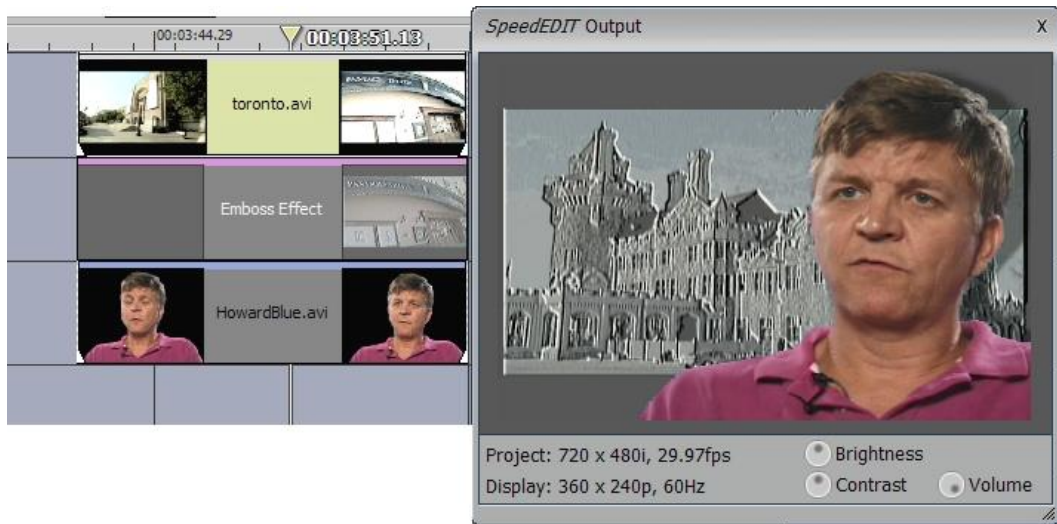 00:03:44.29
00:03:51.13
toronto.avi
Emboss Effect
HowardBlue.avi
SpeedEDIT Output X
Project: 720 x 480i, 29.97fps
Display: 360 x 240p, 60Hz
Brightness
Contrast
Volume